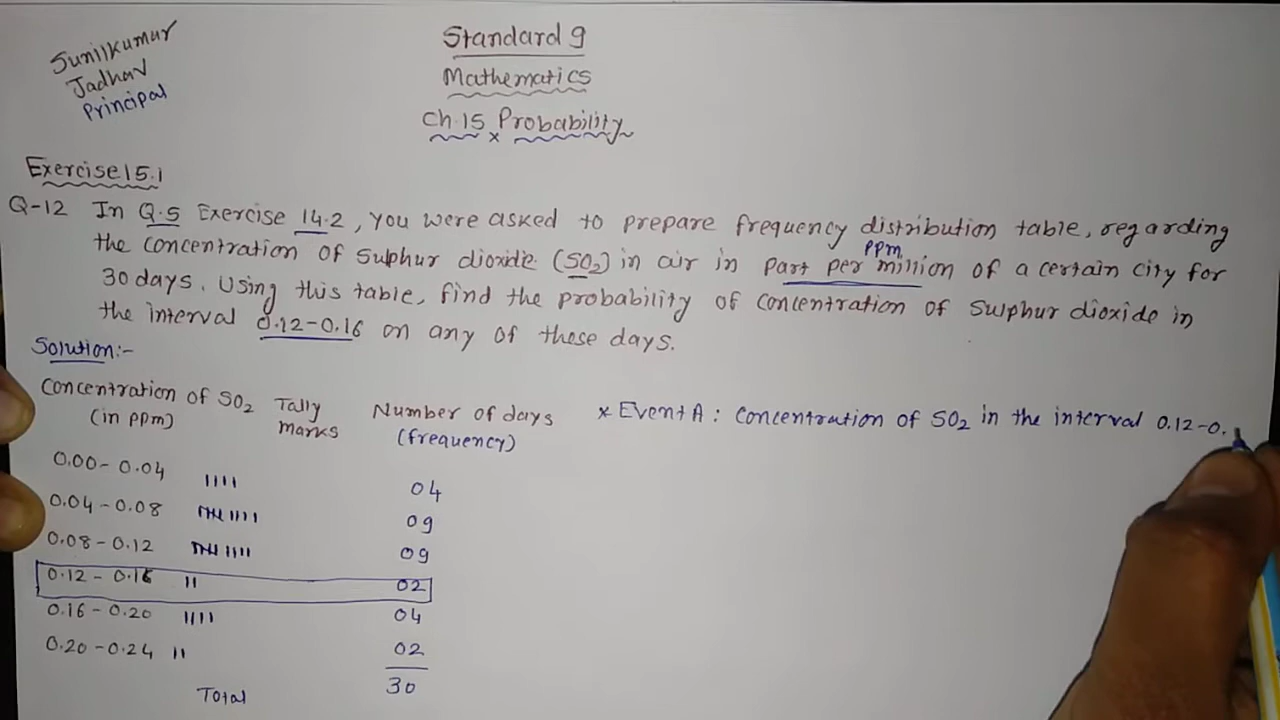 Sunilkumar
Jadhav
Principal
Standard 9
Mathematics
Ch.15 Probability
x
Exercise 15.1
Q-12 In Q.5 Exercise 14.2, you were asked to prepare frequency distribution table, regarding
the concentration of Sulphur dioxide (SO2) in air in part per million of a certain city for
PPM
30 days. Using this table, find the probability of concentration of Sulphur dioxide in
the interval 0.12-0.16 on any of these days.
Solution:-
Concentration of SO2 Tally Number of days
(in ppm) Marks (frequency)
* Event A: Concentration of SO2 in the interval 0.12-0.
0.00-0.04 |||| 04
0.04-0.08 |||| |||| 09
0.08-0.12 |||| |||| 09
0.12-0.16 || 02
0.16-0.20 |||| 04
0.20-0.24 || 02
Total 30